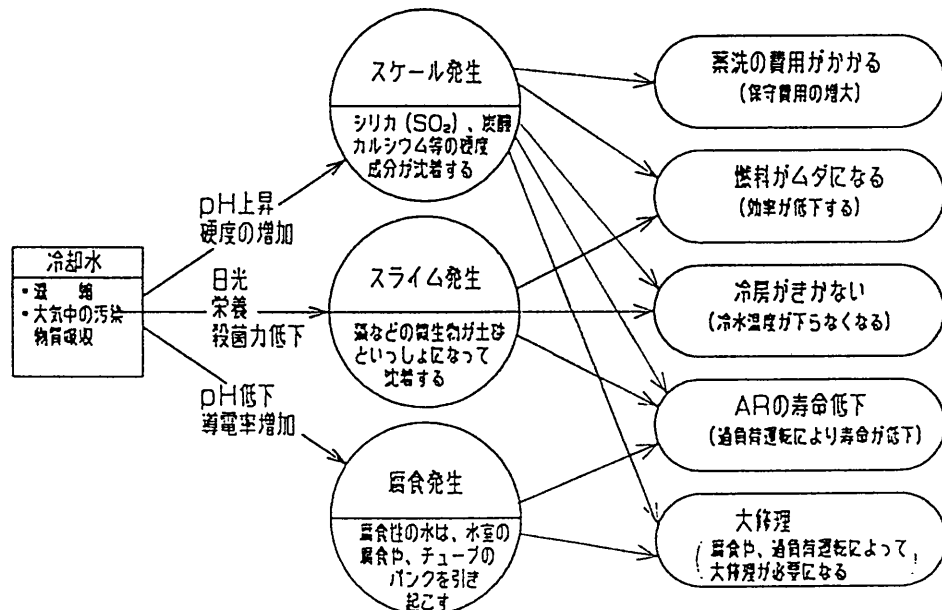 冷却水
・濃 縮
・大気中の汚染
物質吸収
pH上昇
硬度の増加
日光
栄養
殺菌力低下
pH低下
導電率増加
スケール発生
シリカ(SO₂)、炭酸
カルシウム等の硬度
成分が沈着する
スライム発生
藻などの微生物が土砂
といっしょになって
沈着する
腐食発生
腐食性の水は、水室の
腐食や、チューブの
パンクを引き
起こす
薬洗の費用がかかる
(保守費用の増大)
燃料がムダになる
(効率が低下する)
冷房がきかない
(冷水温度が下らなくなる)
ARの寿命低下
(過負荷運転により寿命が低下)
大修理
(腐食や、過負荷運転によって
大修理が必要になる)